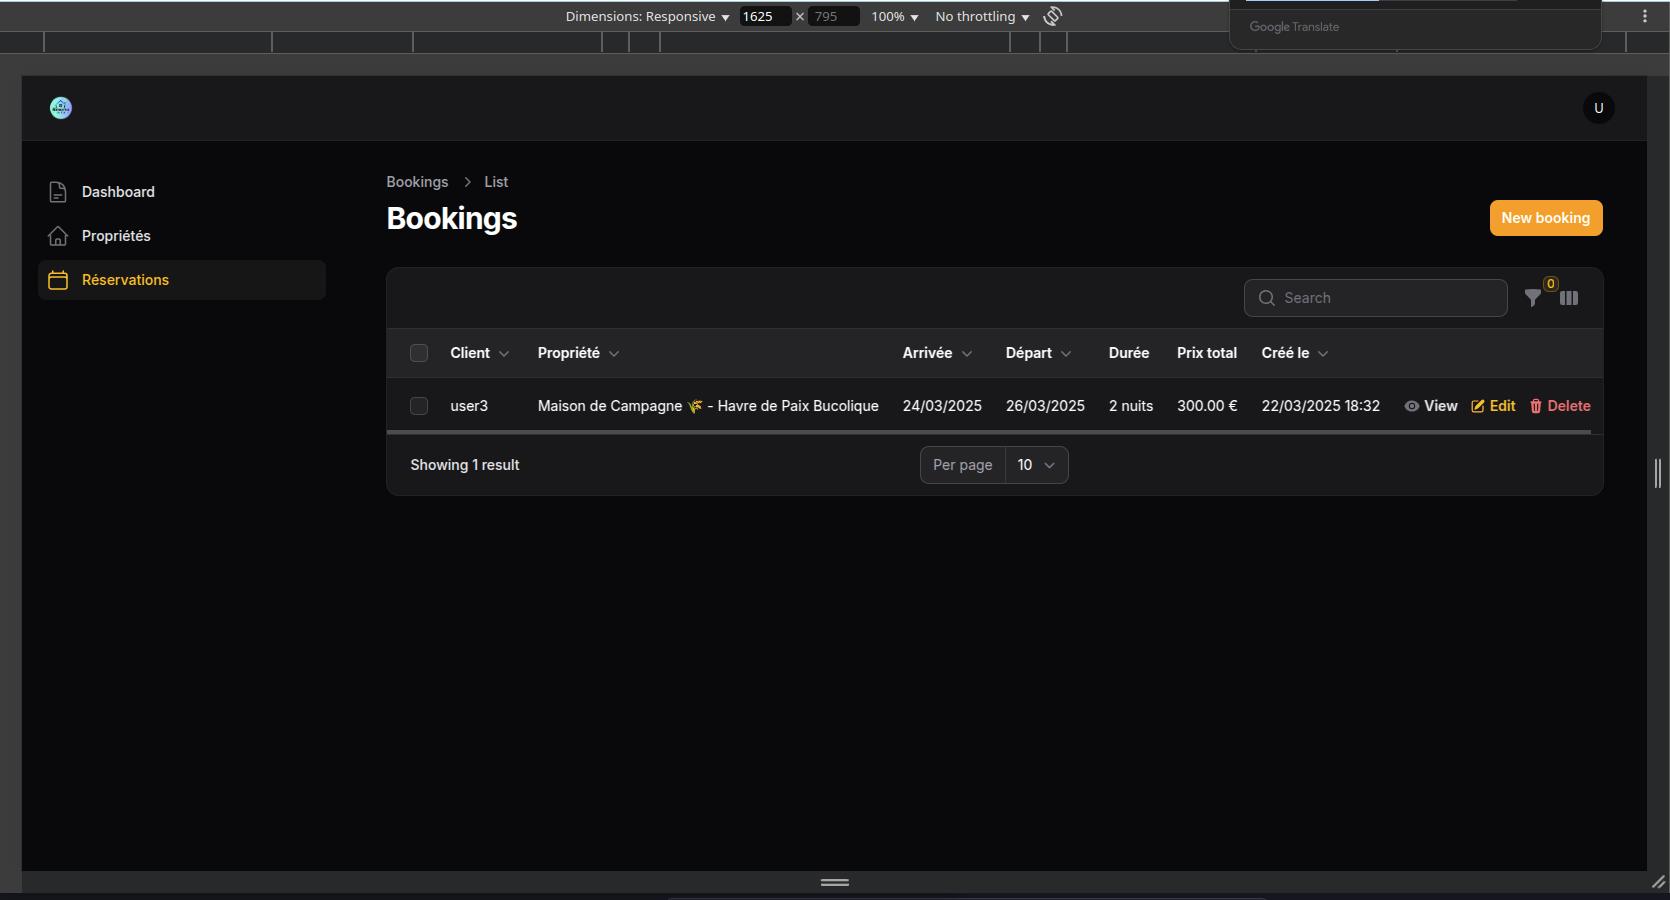 Dimensions: Responsive 1625 × 795 100% No throttling
Google Translate
U
Dashboard
Propriétés
Réservations
Bookings List
Bookings
New booking
Search
0
Client Propriété Arrivée Départ Durée Prix total Créé le
user3 Maison de Campagne 🌾 - Havre de Paix Bucolique 24/03/2025 26/03/2025 2 nuits 300.00 € 22/03/2025 18:32 View Edit Delete
Showing 1 result
Per page 10